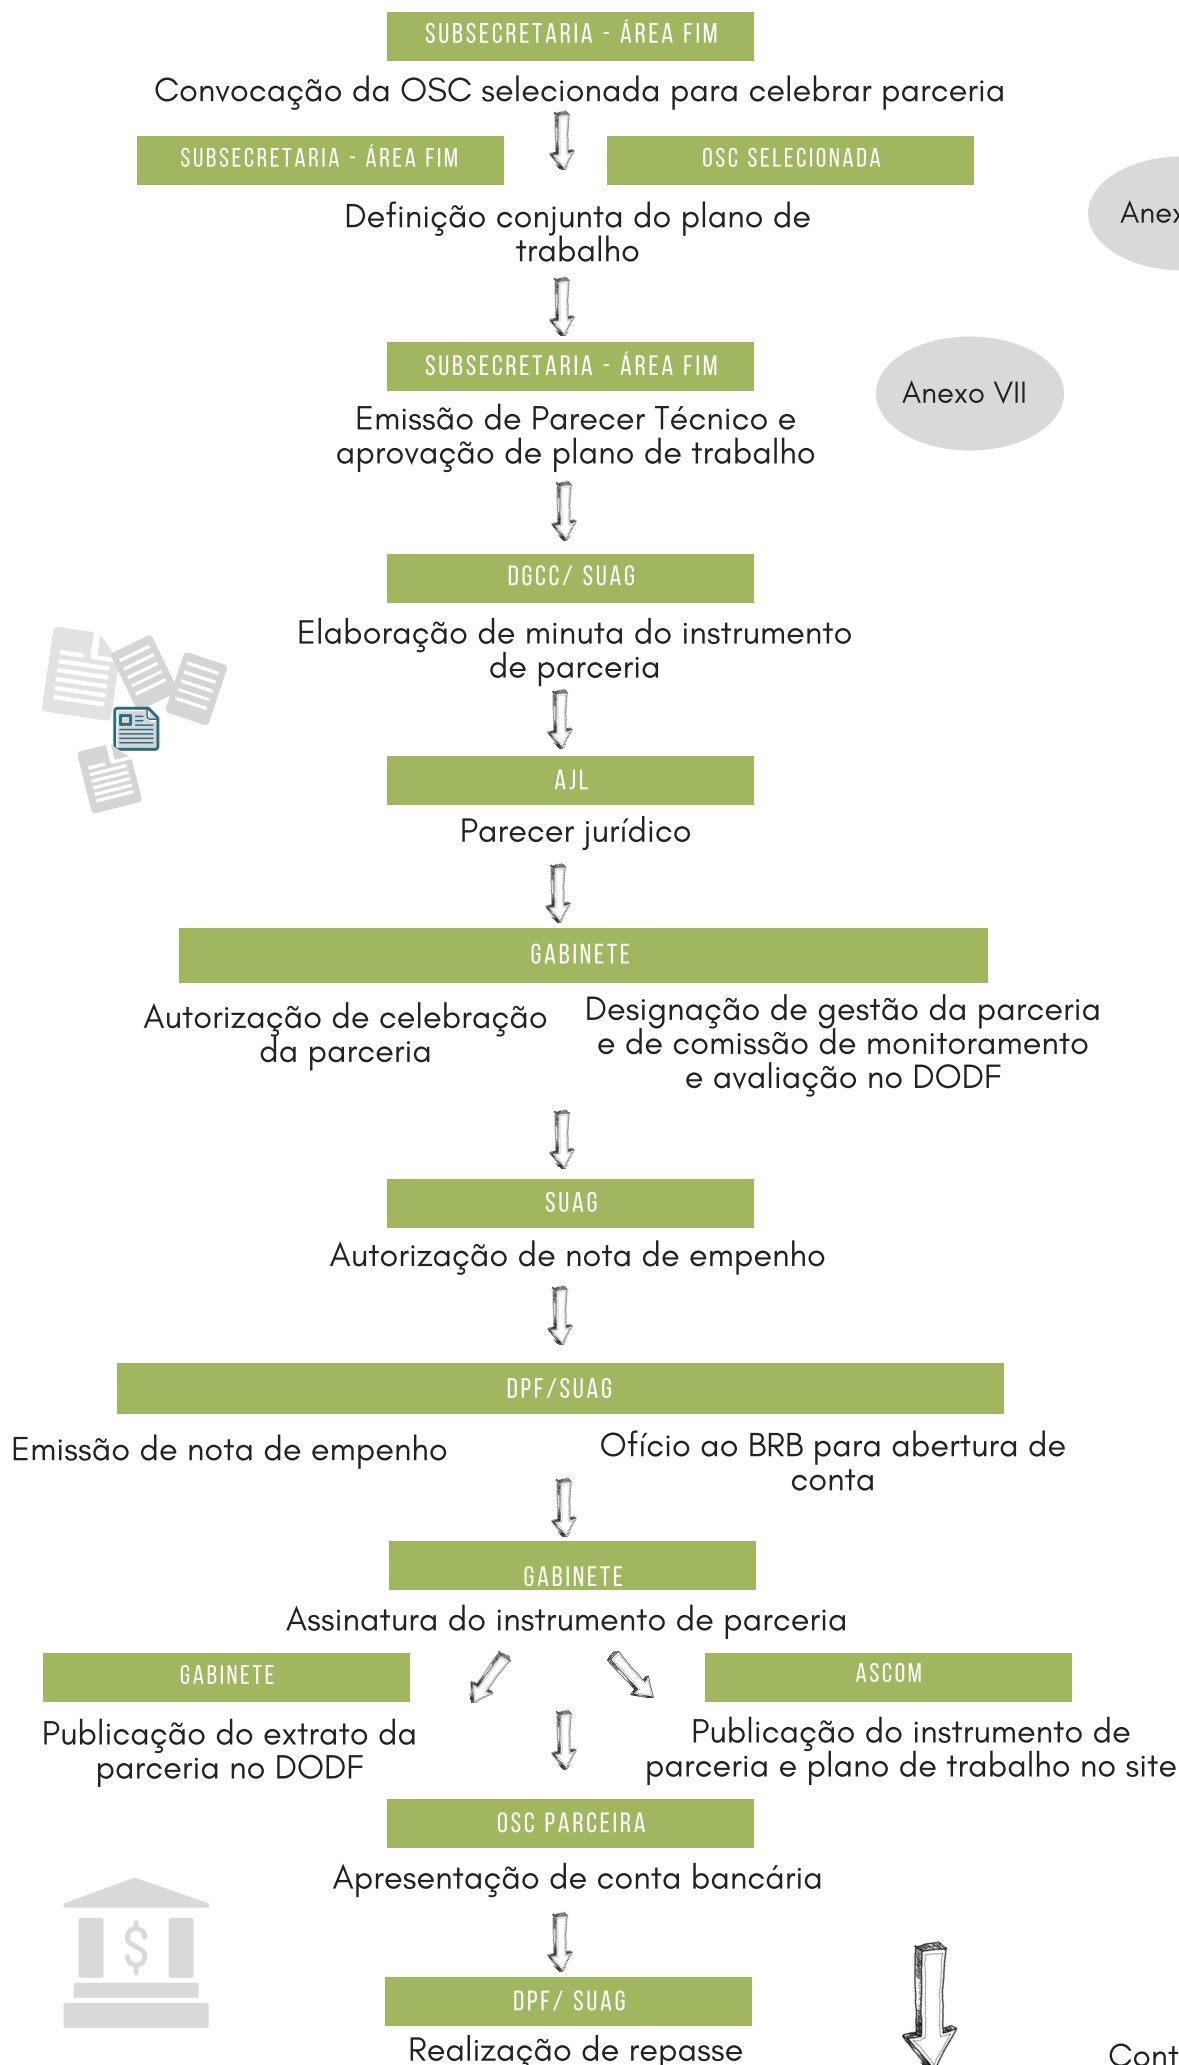 SUBSECRETARIA - ÁREA FIM
Convocação da OSC selecionada para celebrar parceria
SUBSECRETARIA - ÁREA FIM
OSC SELECIONADA
Definição conjunta do plano de
trabalho
Anex
SUBSECRETARIA - ÁREA FIM
Anexo VII
Emissão de Parecer Técnico e
aprovação de plano de trabalho
DGCC/ SUAG
Elaboração de minuta do instrumento
de parceria
AJL
Parecer jurídico
GABINETE
Autorização de celebração
da parceria
Designação de gestão da parceria
e de comissão de monitoramento
e avaliação no DODF
SUAG
Autorização de nota de empenho
DPF/SUAG
Emissão de nota de empenho
Ofício ao BRB para abertura de
conta
GABINETE
Assinatura do instrumento de parceria
GABINETE
Publicação do extrato da
parceria no DODF
ASCOM
Publicação do instrumento de
parceria e plano de trabalho no site
OSC PARCEIRA
Apresentação de conta bancária
$
DPF/ SUAG
Realização de repasse
Cont